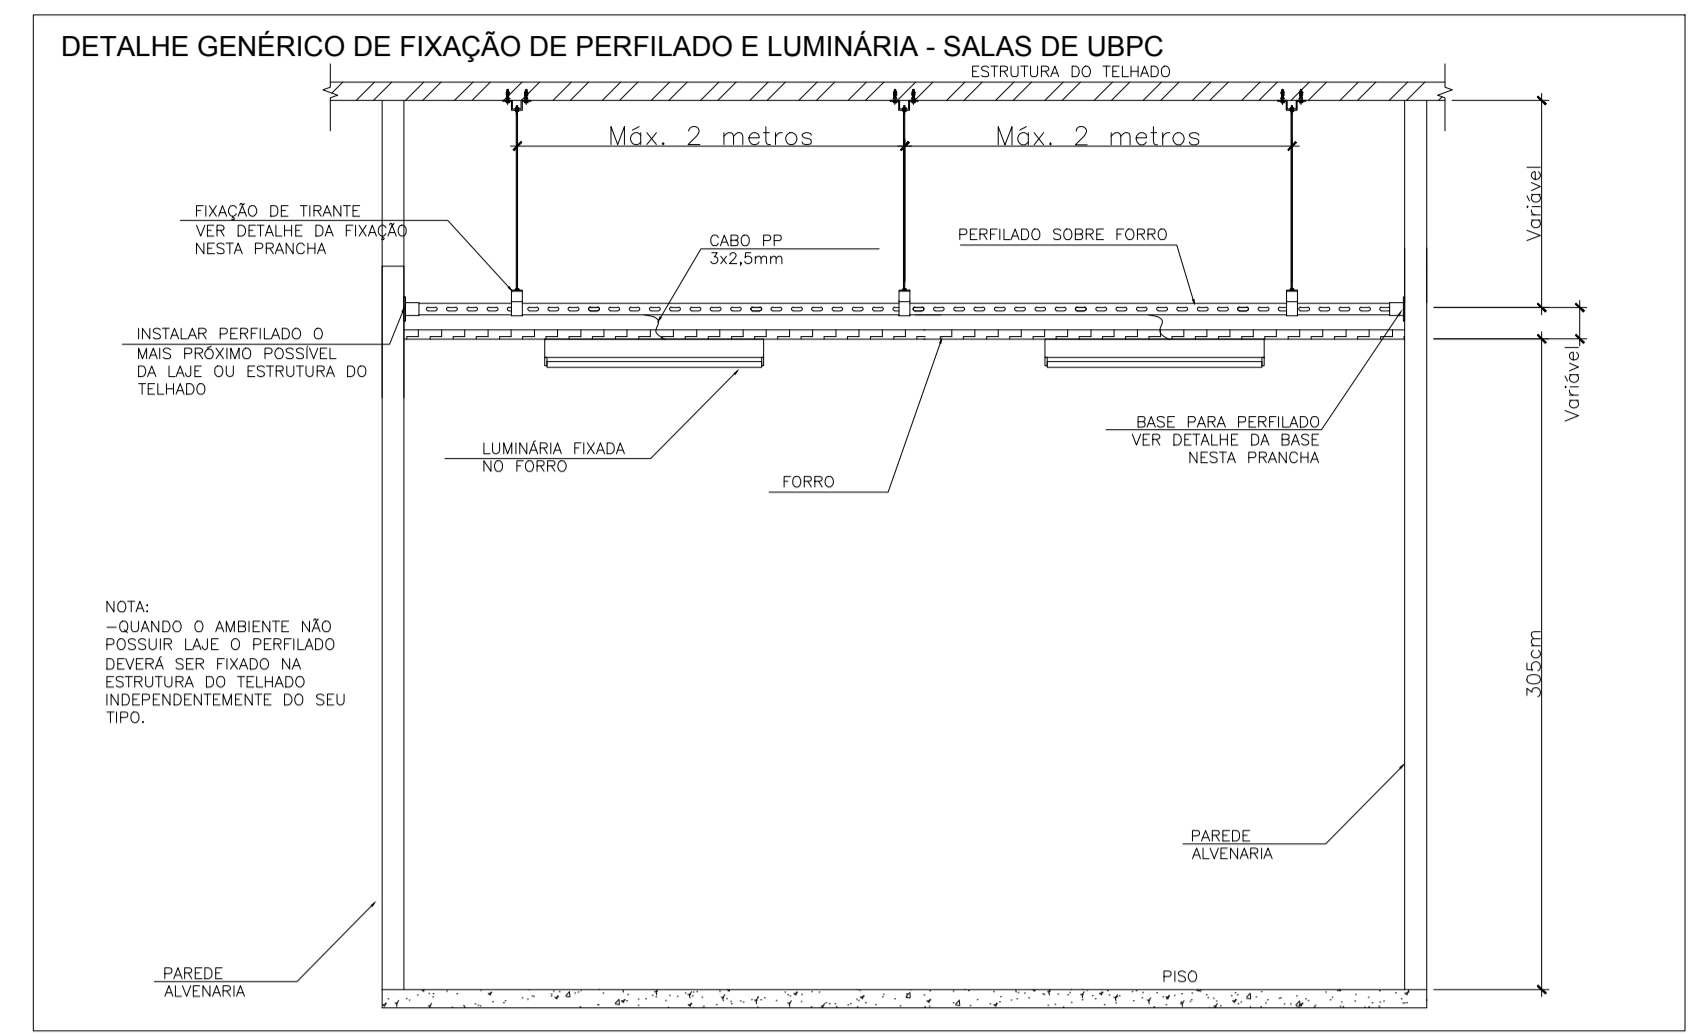 DETALHE GENÉRICO DE FIXAÇÃO DE PERFILADO E LUMINÁRIA - SALAS DE UBPC
ESTRUTURA DO TELHADO
Máx. 2 metros
Máx. 2 metros
Variável
FIXAÇÃO DE TIRANTE
VER DETALHE DA FIXAÇÃO
NESTA PRANCHA
CABO PP
3x2,5mm
PERFILADO SOBRE FORRO
INSTALAR PERFILADO O
MAIS PRÓXIMO POSSÍVEL
DA LAJE OU ESTRUTURA DO
TELHADO
Variável
LUMINÁRIA FIXADA
NO FORRO
FORRO
BASE PARA PERFILADO
VER DETALHE DA BASE
NESTA PRANCHA
NOTA:
-QUANDO O AMBIENTE NÃO
POSSUIR LAJE O PERFILADO
DEVERÁ SER FIXADO NA
ESTRUTURA DO TELHADO
INDEPENDENTEMENTE DO SEU
TIPO.
305cm
PAREDE
ALVENARIA
PAREDE
ALVENARIA
PISO